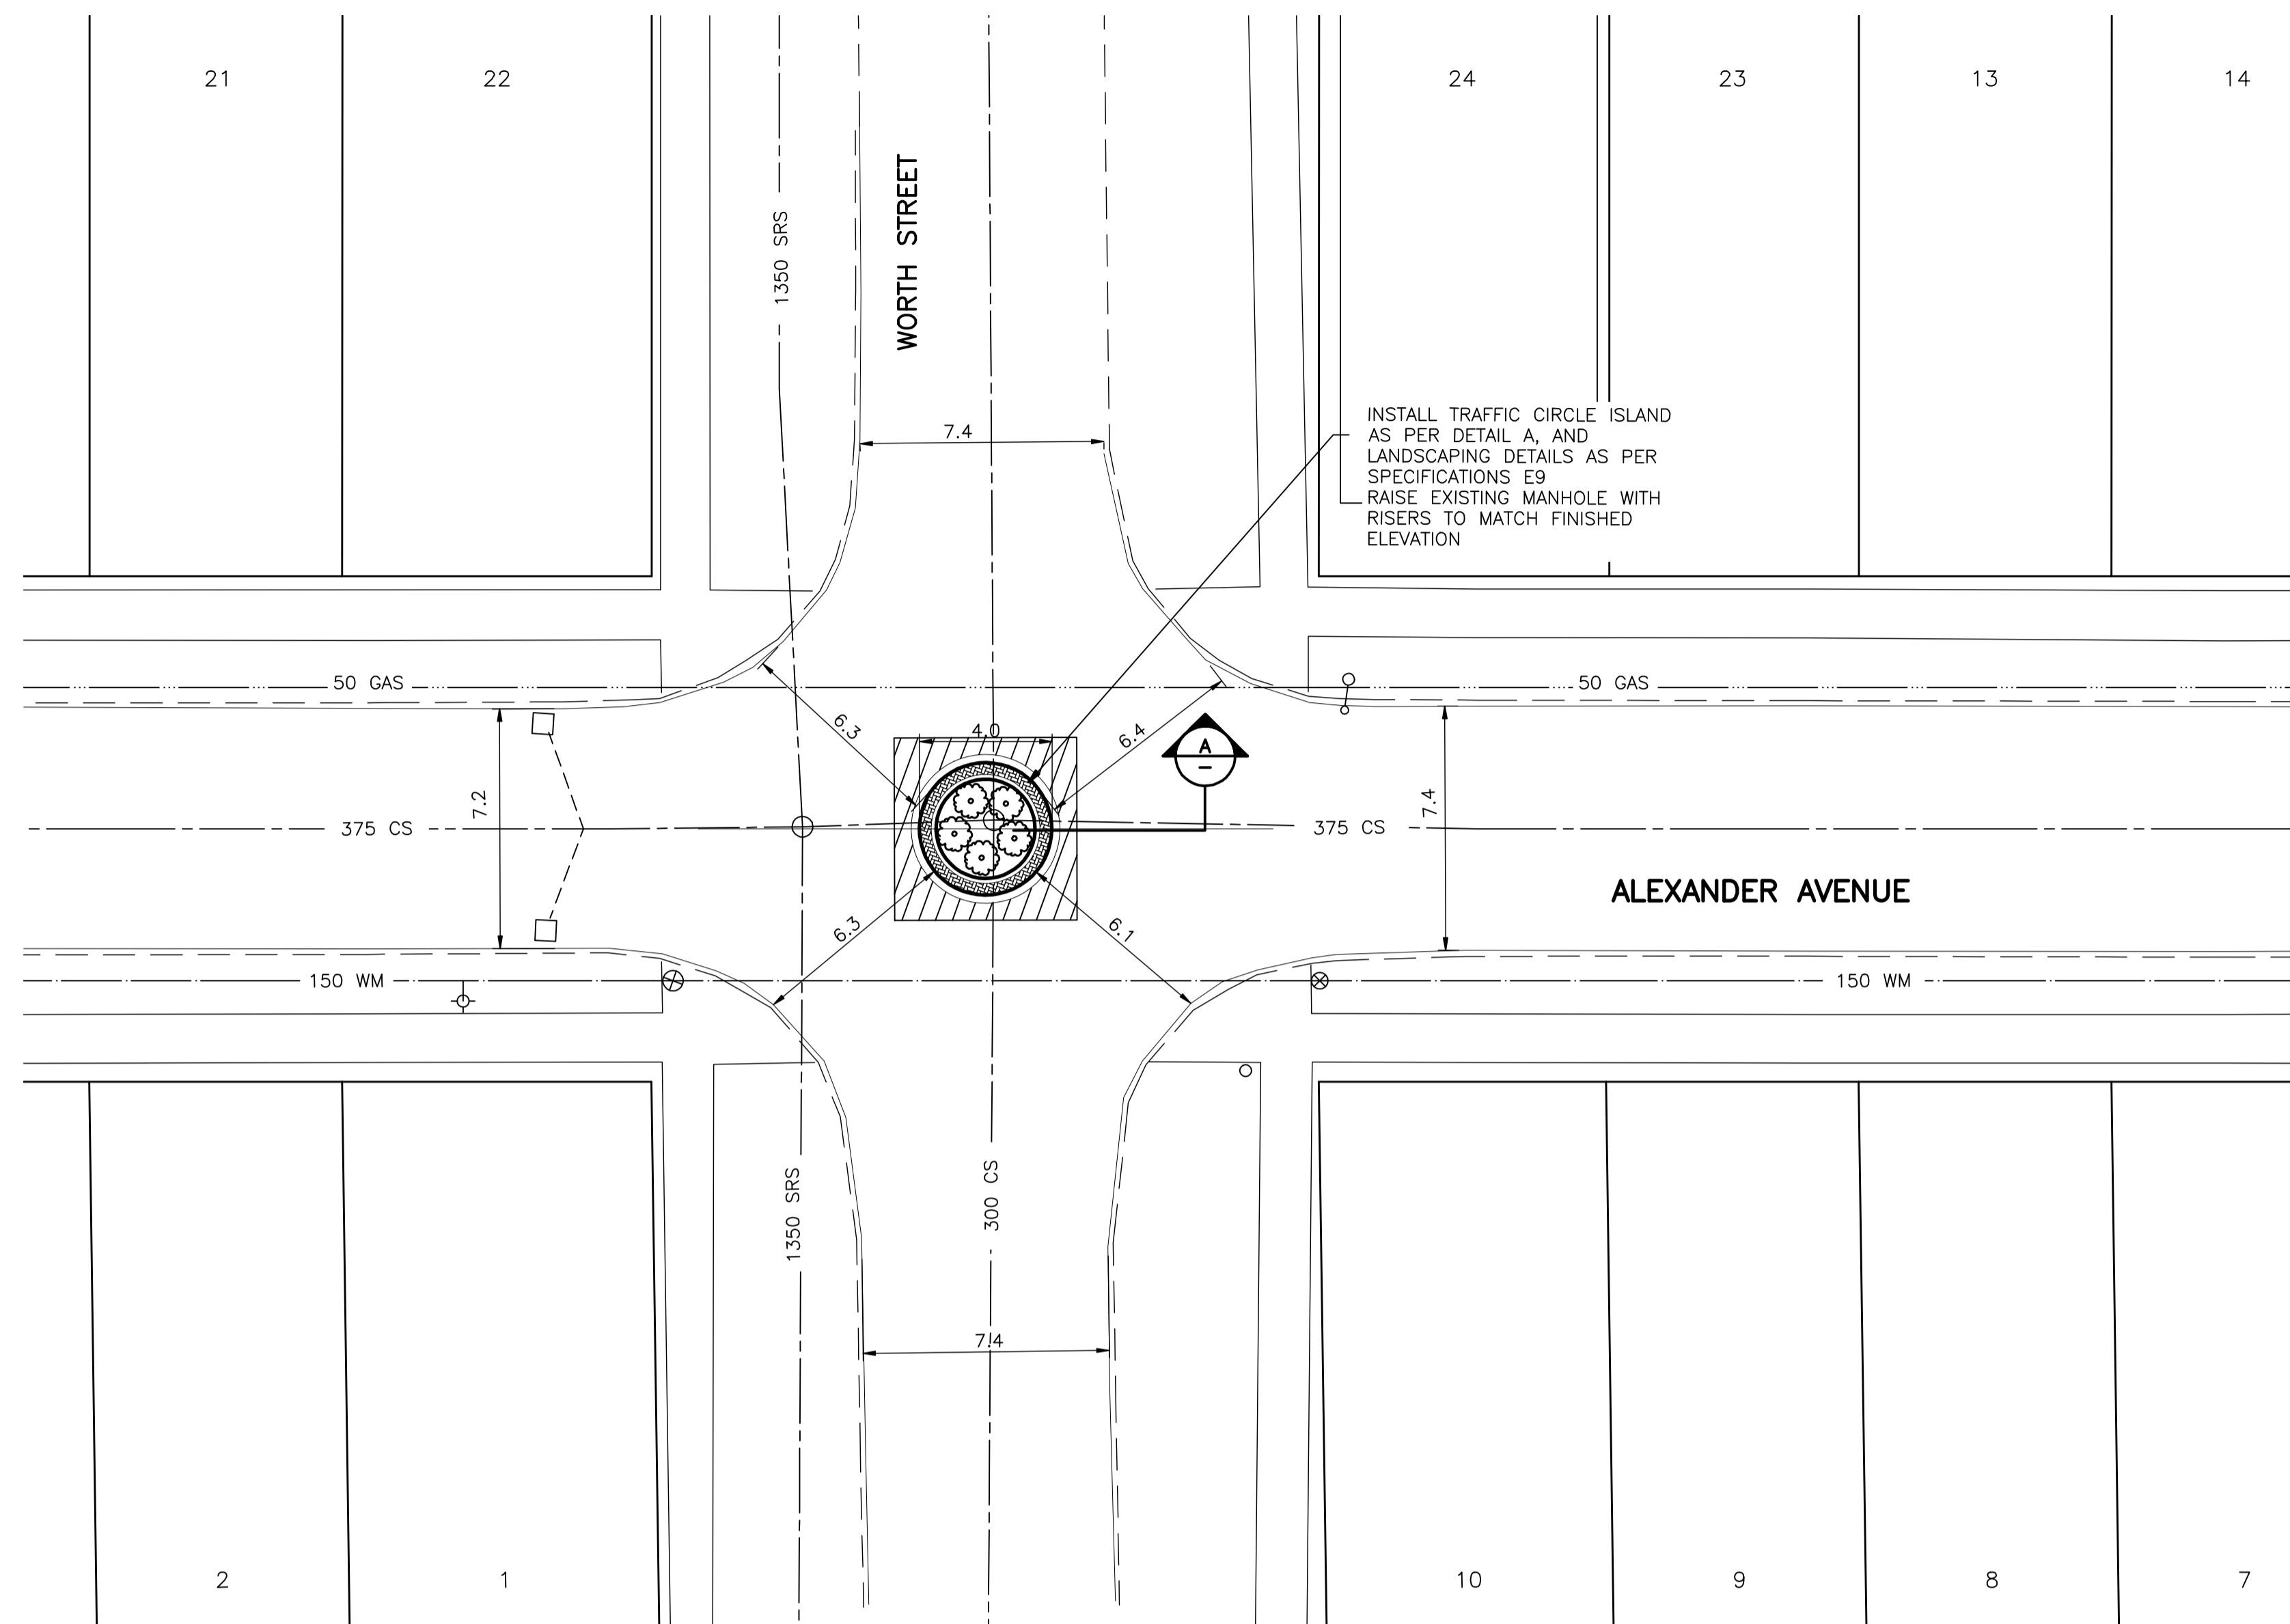 21
22
24
23
13
14
WORTH STREET
1350 SRS
INSTALL TRAFFIC CIRCLE ISLAND
AS PER DETAIL A, AND
LANDSCAPING DETAILS AS PER
SPECIFICATIONS E9
RAISE EXISTING MANHOLE WITH
RISERS TO MATCH FINISHED
ELEVATION
7.4
50 GAS
50 GAS
6.3
4.0
6.4
A
7.2
7.4
375 CS
375 CS
ALEXANDER AVENUE
6.3
6.1
150 WM
150 WM
1350 SRS
300 CS
7.4
2
1
10
9
8
7